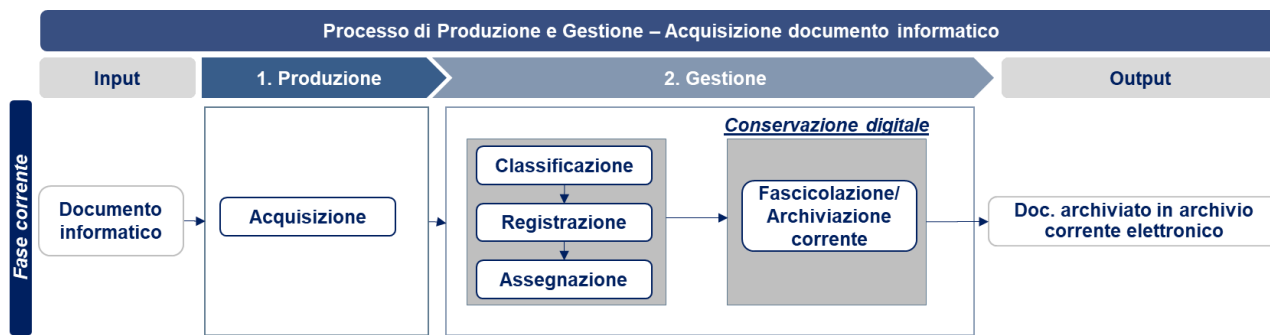 Processo di Produzione e Gestione – Acquisizione documento informatico
Input
1. Produzione
2. Gestione
Output
Fase corrente
Documento
informatico
Acquisizione
Classificazione
Registrazione
Assegnazione
Conservazione digitale
Fascicolazione/
Archiviazione
corrente
Doc. archiviato in archivio
corrente elettronico